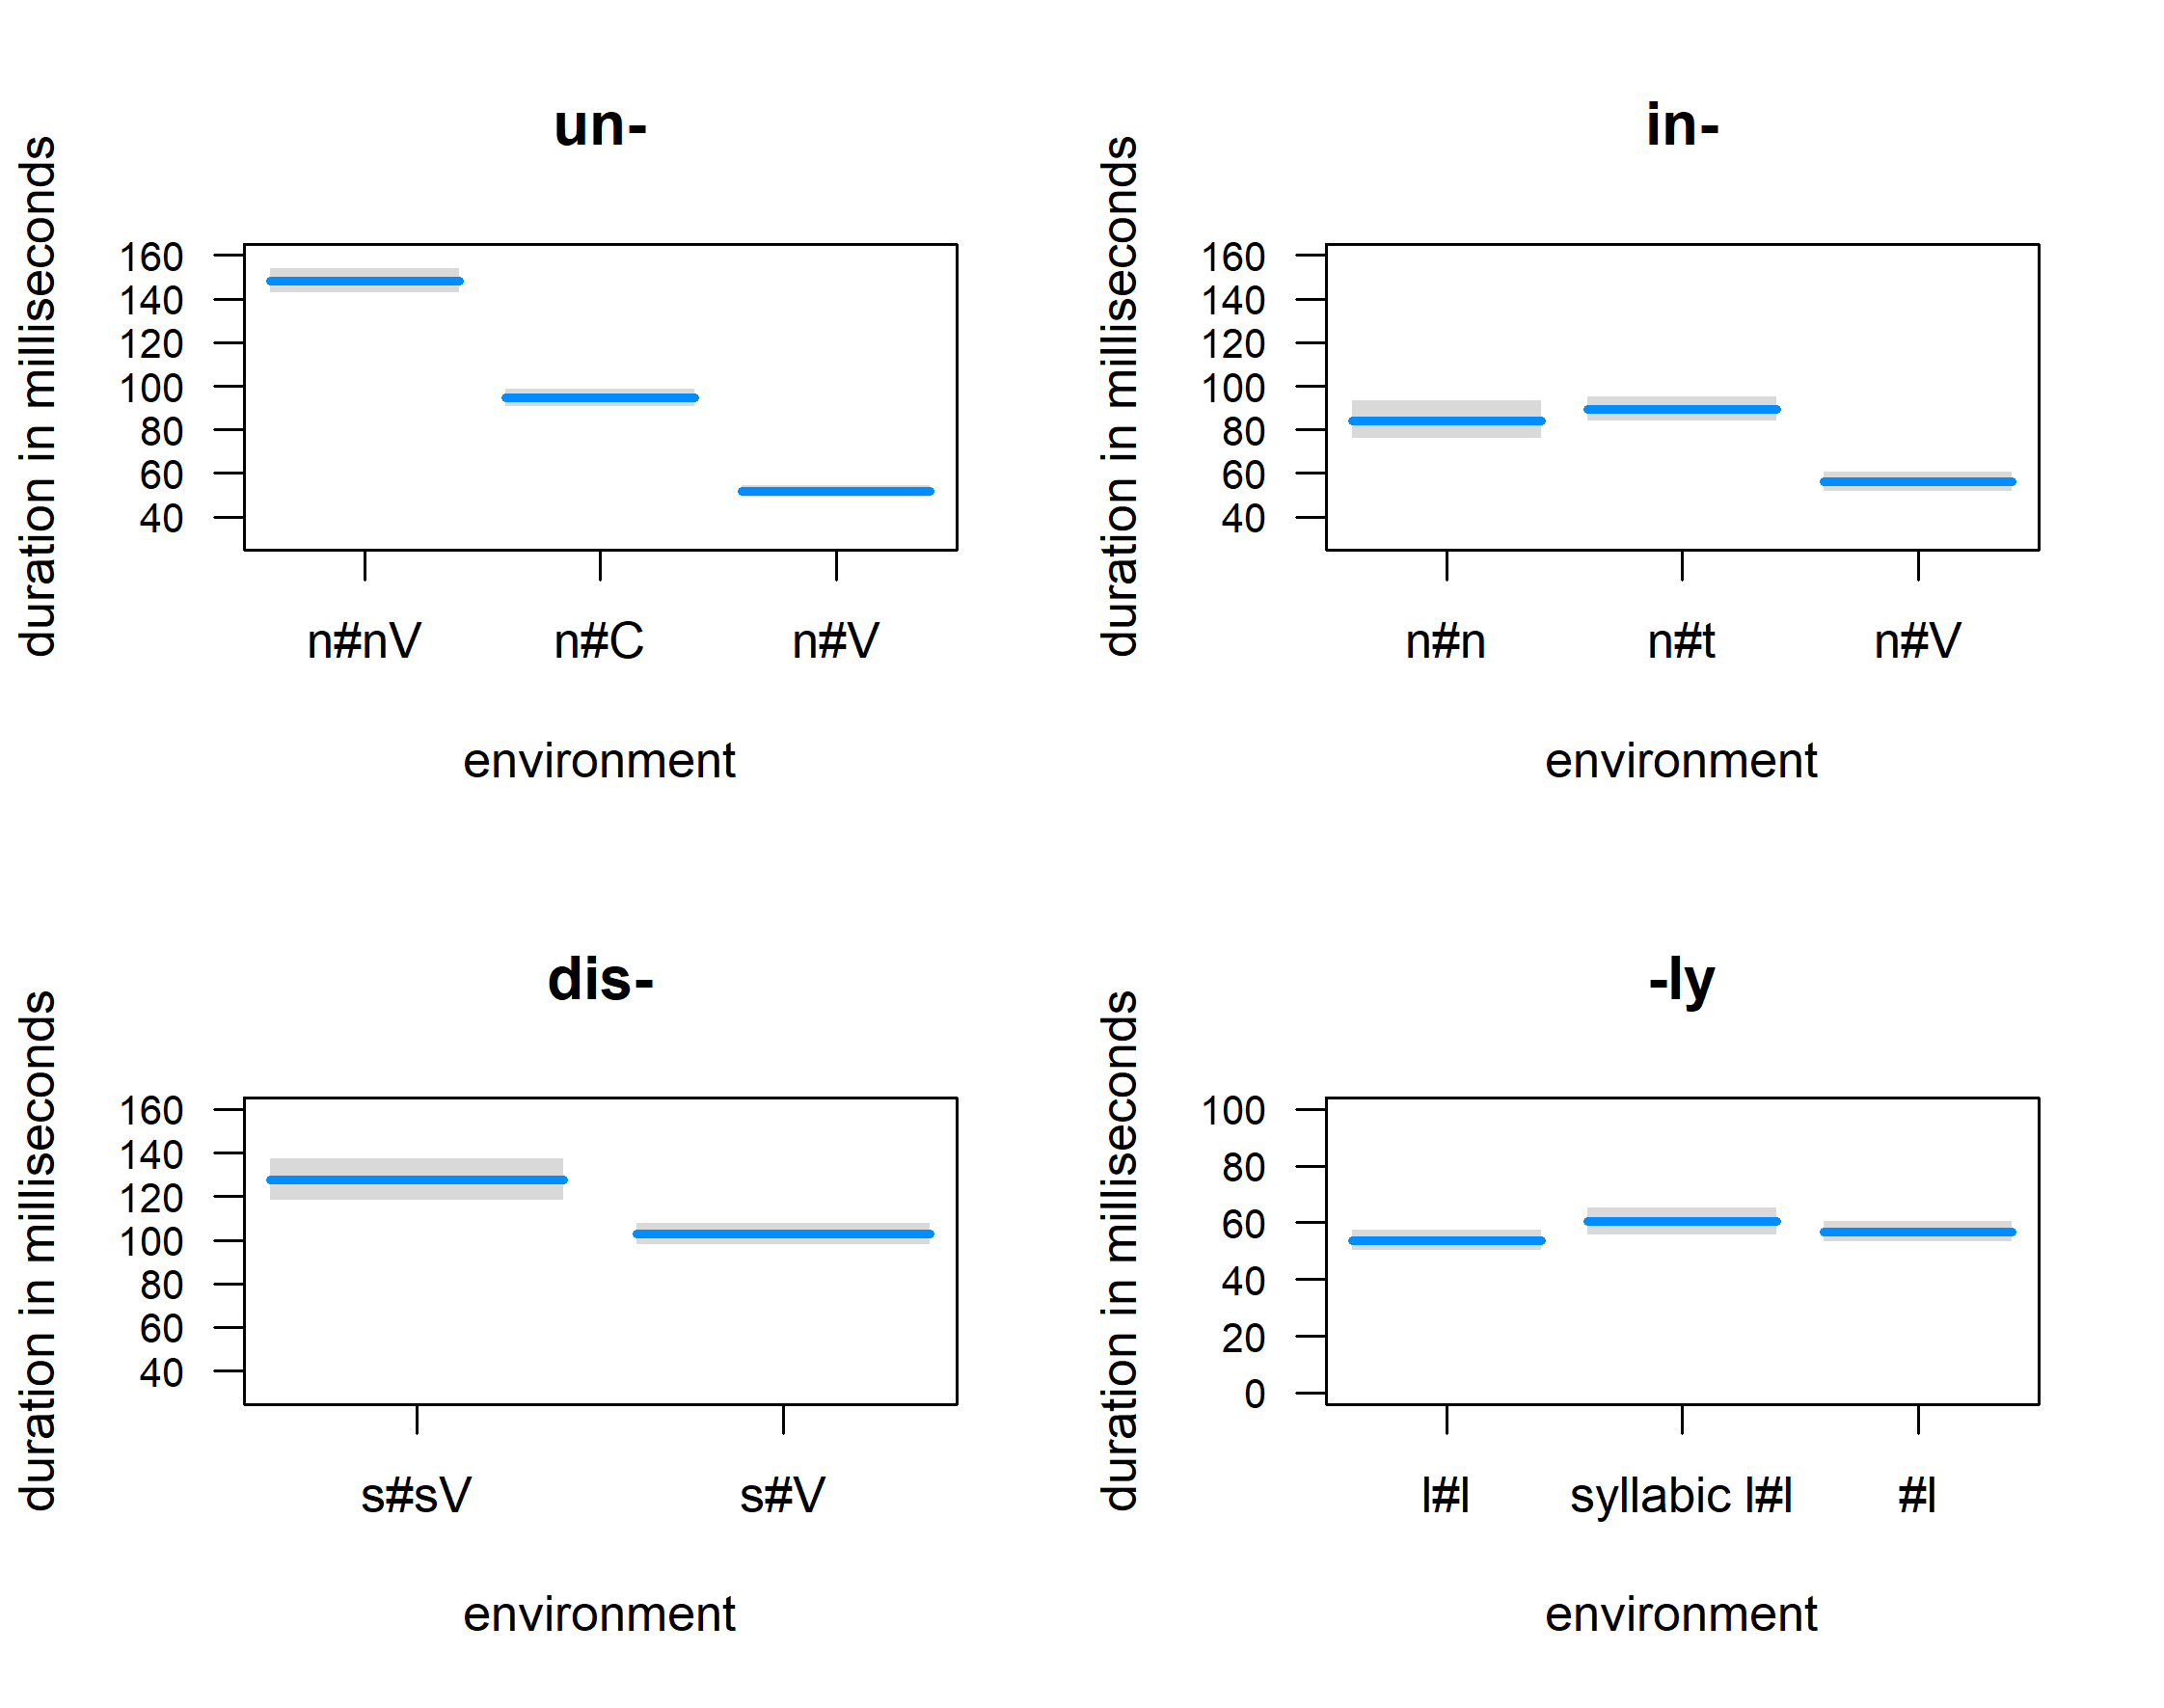 un-
duration in milliseconds
160
140
120
100
80
60
40
n#nV n#C n#V
environment
in-
duration in milliseconds
160
140
120
100
80
60
40
n#n n#t n#V
environment
dis-
duration in milliseconds
160
140
120
100
80
60
40
s#sV s#V
environment
-ly
duration in milliseconds
100
80
60
40
20
0
l#l syllabic l#l #l
environment